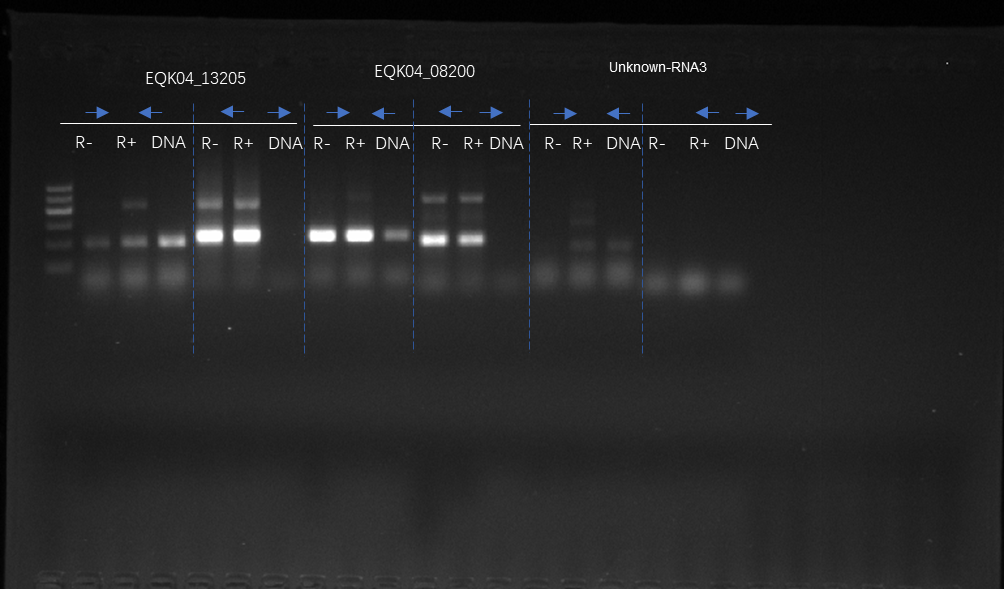 EQK04_13205
EQK04_08200
Unknown-RNA3
R- R+ DNA R- R+ DNA R- R+ DNA R- R+ DNA R- R+ DNA R- R+ DNA